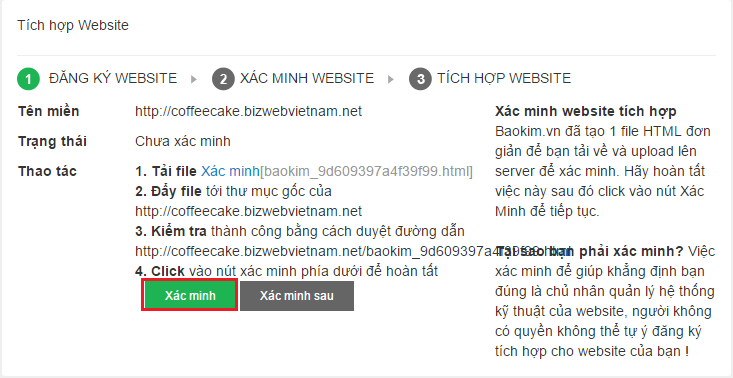 Tích hợp Website
1 ĐĂNG KÝ WEBSITE 2 XÁC MINH WEBSITE 3 TÍCH HỢP WEBSITE
Tên miền http://coffeecake.bizwebvietnam.net
Trạng thái Chưa xác minh
Thao tác 1. Tải file Xác minh[baokim_9d609397a4f39f99.html]
2. Đẩy file tới thư mục gốc của
http://coffeecake.bizwebvietnam.net
3. Kiểm tra thành công bằng cách duyệt đường dẫn
http://coffeecake.bizwebvietnam.net/baokim_9d609397a4f39f99.html
4. Click vào nút xác minh phía dưới để hoàn tất
Xác minh Xác minh sau
Xác minh website tích hợp
Baokim.vn đã tạo 1 file HTML đơn
giản để bạn tải về và upload lên
server để xác minh. Hãy hoàn tất
việc này sau đó click vào nút Xác
Minh để tiếp tục.
Tại sao bạn phải xác minh? Việc
xác minh để giúp khẳng định bạn
đúng là chủ nhân quản lý hệ thống
kỹ thuật của website, người không
có quyền không thể tự ý đăng ký
tích hợp cho website của bạn !